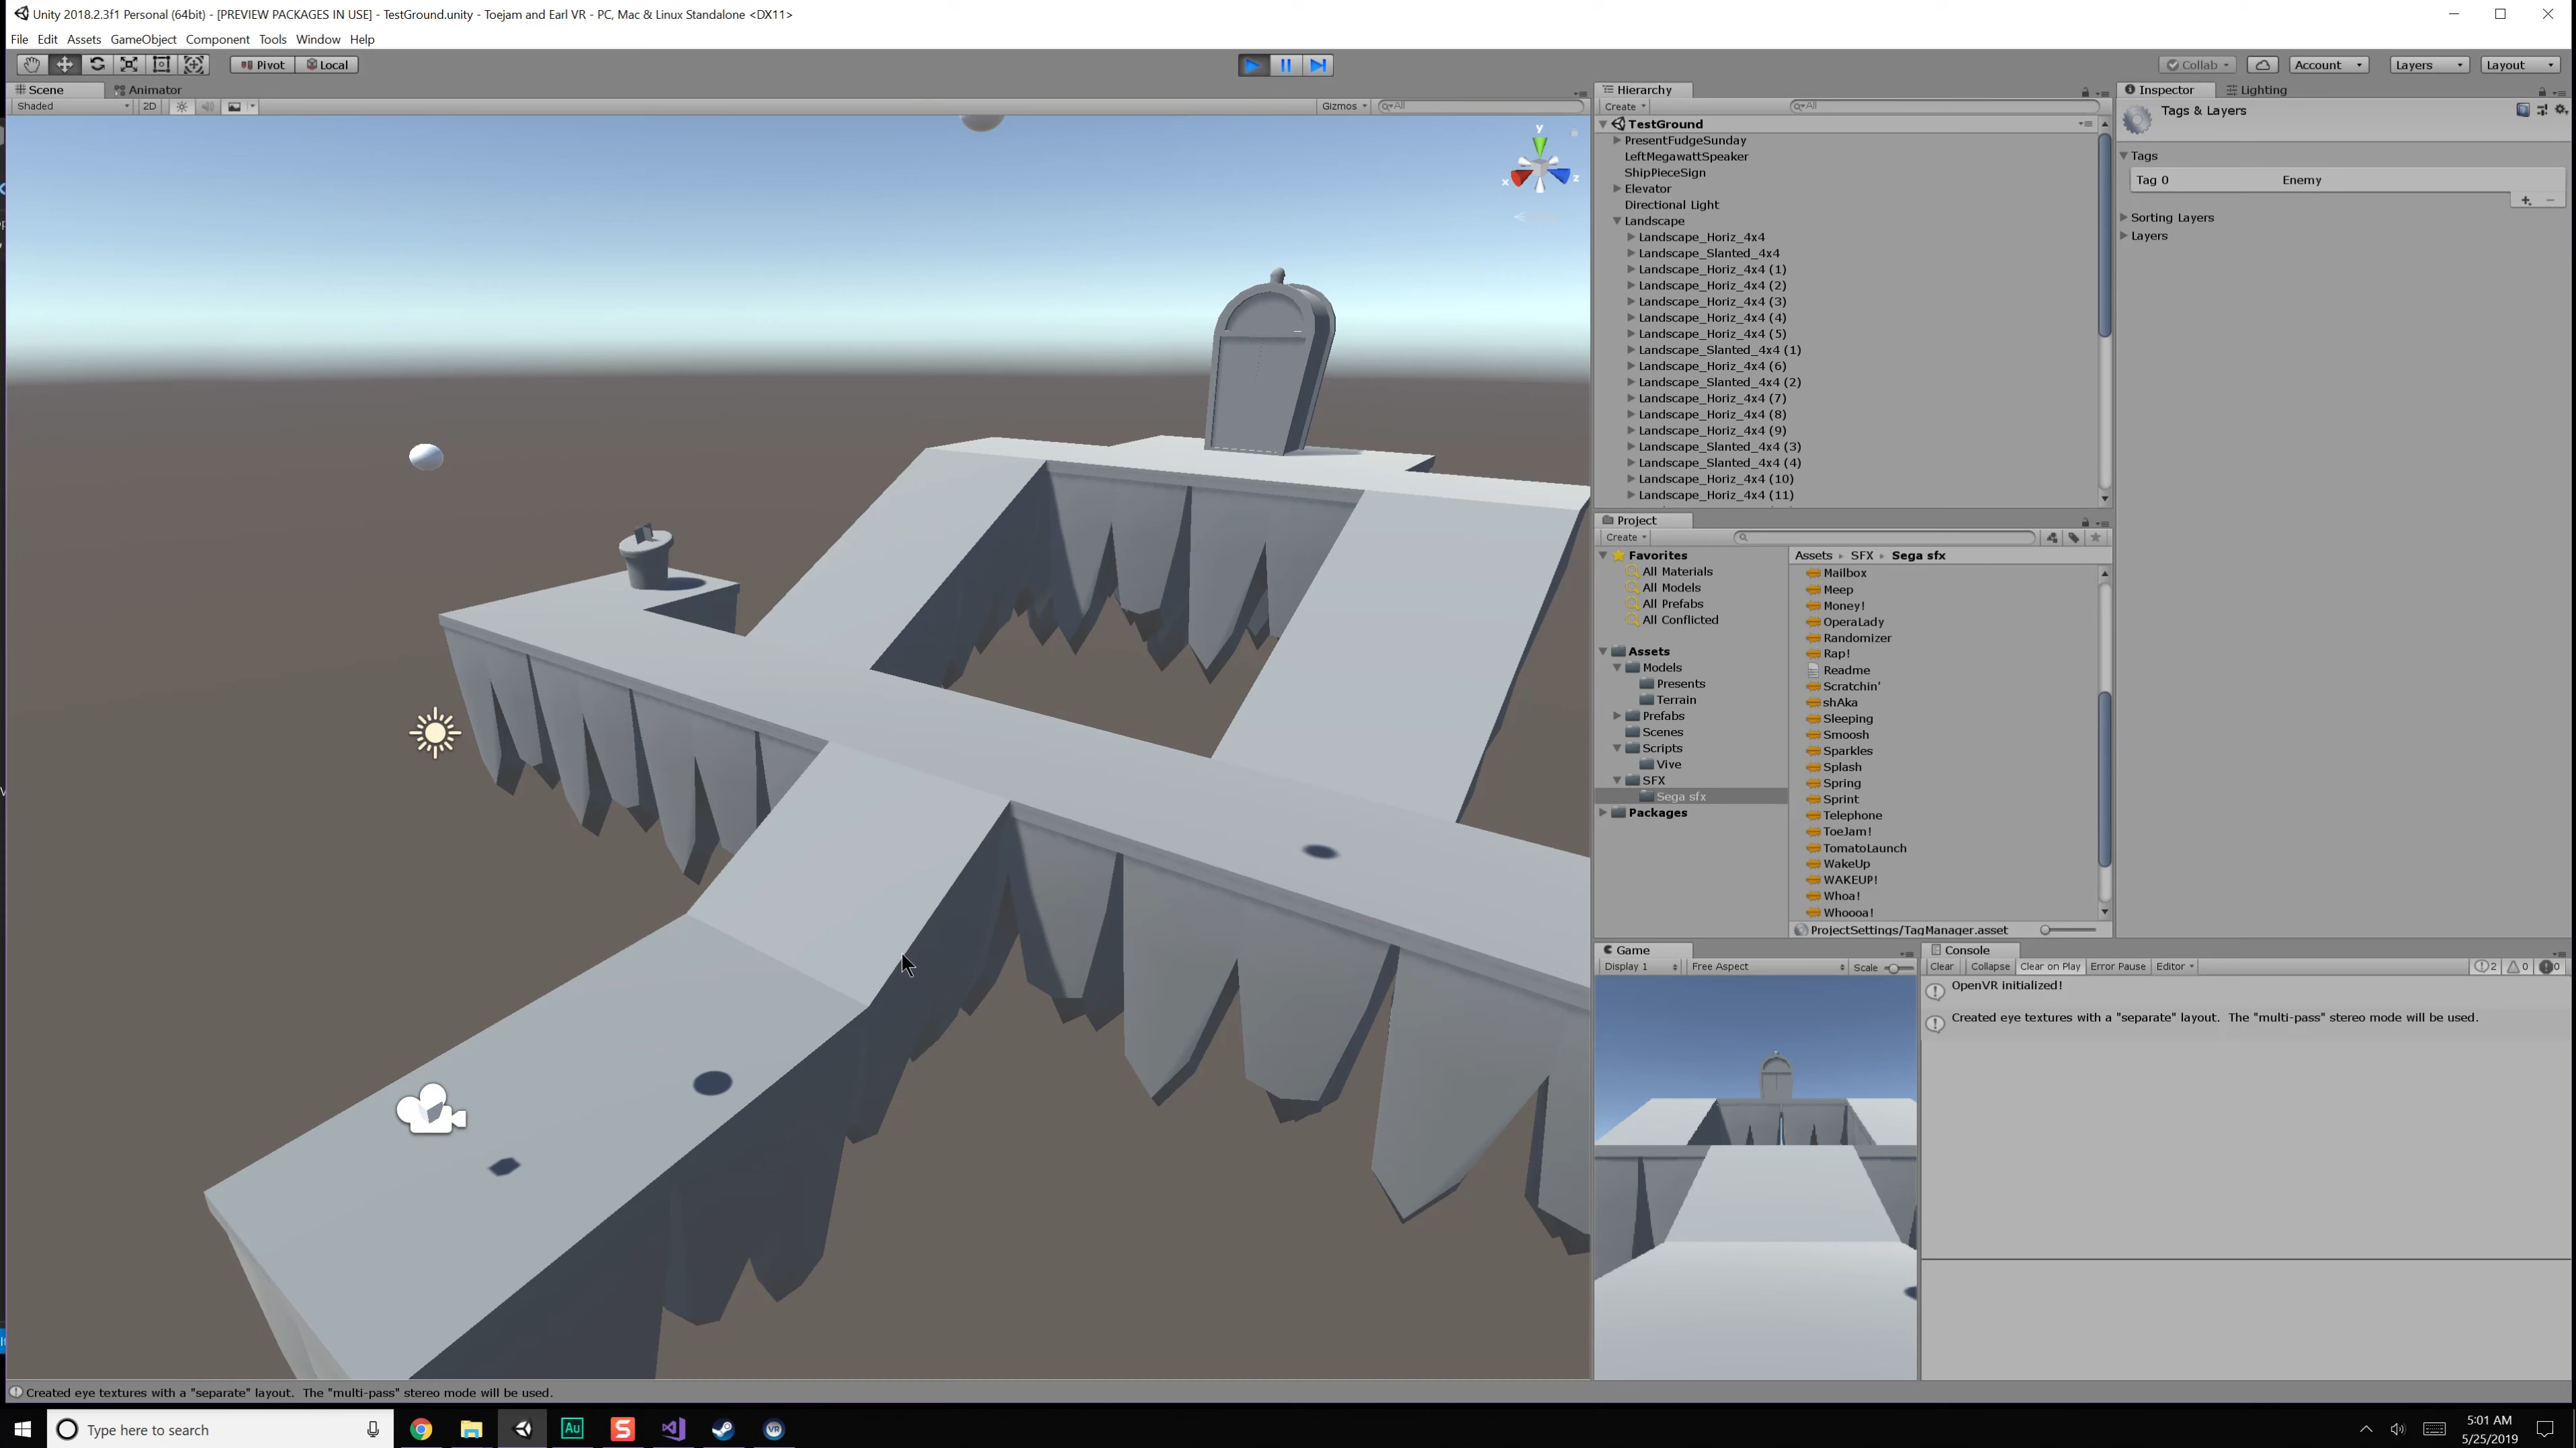 Unity 2018.2.3f1 Personal (64bit) - [PREVIEW PACKAGES IN USE] - TestGround.unity - Toejam and Earl VR - PC, Mac & Linux Standalone <DX11>
File Edit Assets GameObject Component Tools Window Help
Pivot Local Collab Account Layers Layout
Scene Animator
Shaded 2D Gizmos All
y
x z
Hierarchy
Create All
TestGround
PresentFudgeSunday
LeftMegawattSpeaker
ShipPieceSign
Elevator
Directional Light
Landscape
Landscape_Horiz_4x4
Landscape_Slanted_4x4
Landscape_Horiz_4x4 (1)
Landscape_Horiz_4x4 (2)
Landscape_Horiz_4x4 (3)
Landscape_Horiz_4x4 (4)
Landscape_Horiz_4x4 (5)
Landscape_Slanted_4x4 (1)
Landscape_Horiz_4x4 (6)
Landscape_Slanted_4x4 (2)
Landscape_Horiz_4x4 (7)
Landscape_Horiz_4x4 (8)
Landscape_Horiz_4x4 (9)
Landscape_Slanted_4x4 (3)
Landscape_Slanted_4x4 (4)
Landscape_Horiz_4x4 (10)
Landscape_Horiz_4x4 (11)
Inspector Lighting
Tags & Layers
Tags
Tag 0 Enemy
Sorting Layers
Layers
Project
Create
Favorites
All Materials
All Models
All Prefabs
All Conflicted
Assets
Models
Presents
Terrain
Prefabs
Scenes
Scripts
Vive
SFX
Sega sfx
Packages
Assets SFX Sega sfx
Mailbox
Meep
Money!
OperaLady
Randomizer
Rap!
Readme
Scratchin'
shAka
Sleeping
Smoosh
Sparkles
Splash
Spring
Sprint
Telephone
ToeJam!
TomatoLaunch
WakeUp
WAKEUP!
Whoa!
Whoooa!
ProjectSettings/TagManager.asset
Game
Display 1 Free Aspect Scale
Console
Clear Collapse Clear on Play Error Pause Editor 2 0 0
OpenVR initialized!
Created eye textures with a "separate" layout. The "multi-pass" stereo mode will be used.
Created eye textures with a "separate" layout. The "multi-pass" stereo mode will be used.
Type here to search
Au
S
VR
5:01 AM
5/25/2019